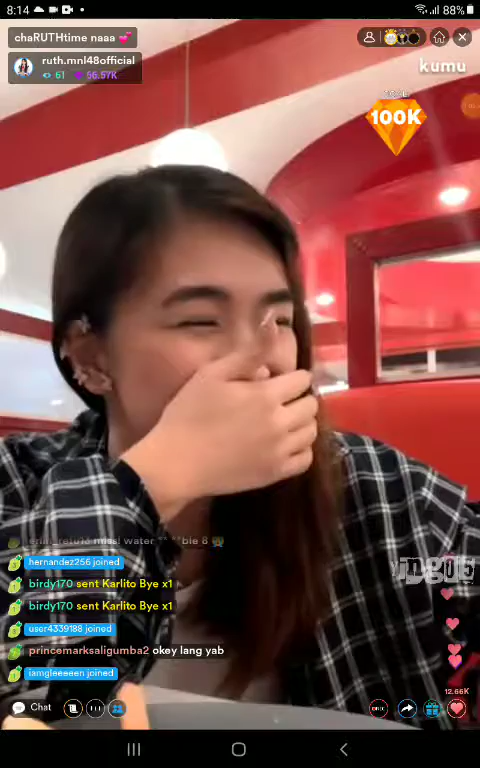 8:14
88%
chaRUTHtime naaa 💕
ruth.mnl48official
61 56.57K
kumu
100K
hernandez256 joined
birdy170 sent Karlito Bye x1
birdy170 sent Karlito Bye x1
user4339188 joined
princemarksaligumba2 okey lang yab
iamgleeeeen joined
12.66K
Chat